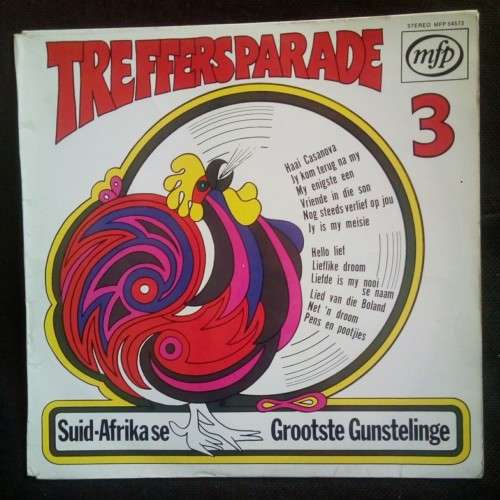 STEREO MFP 54573
TREFFERSPARADE
mfp
3
Haai Casanova
Jy kom terug na my
My enigste een
Vriende in die son
Nog steeds verlief op jou
Jy is my meisie
Hello lief
Lieflike droom
Liefde is my nooi
se naam
Lied van die Boland
Net 'n droom
Pens en pootjies
Suid-Afrika se Grootste Gunstelinge